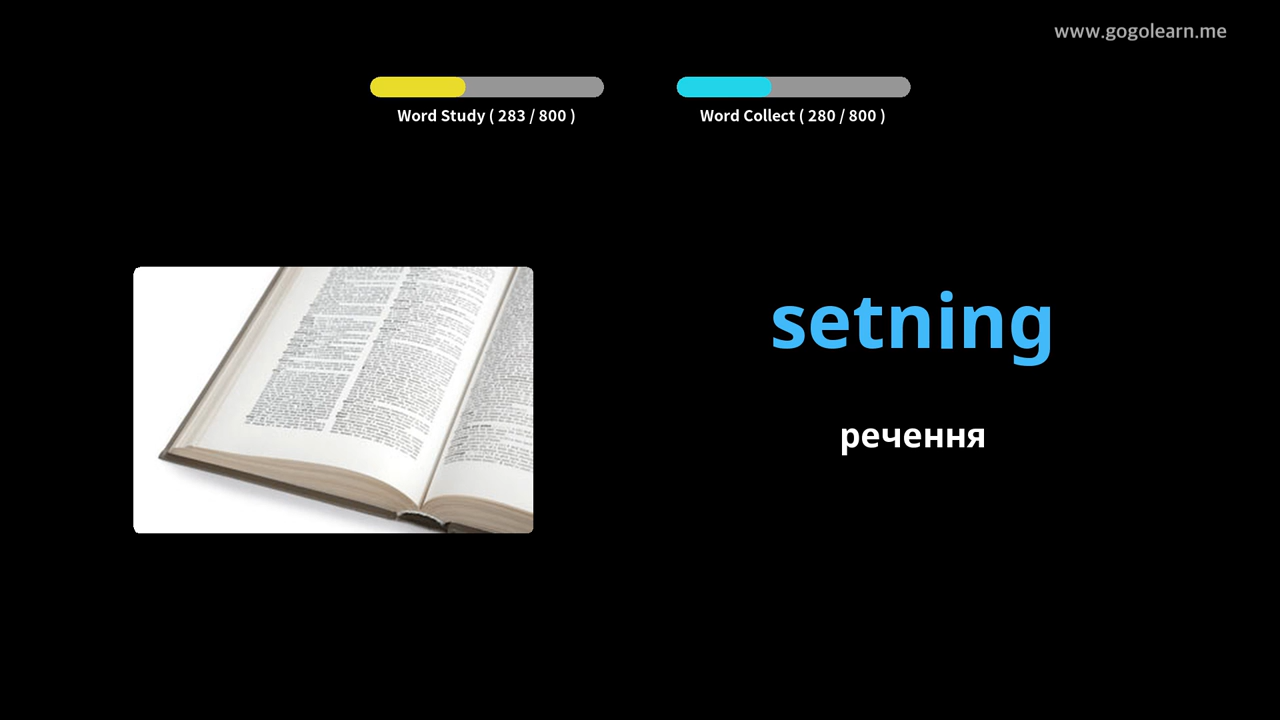 www.gogolearn.me
Word Study ( 283 / 800 )
Word Collect ( 280 / 800 )
setning
речення